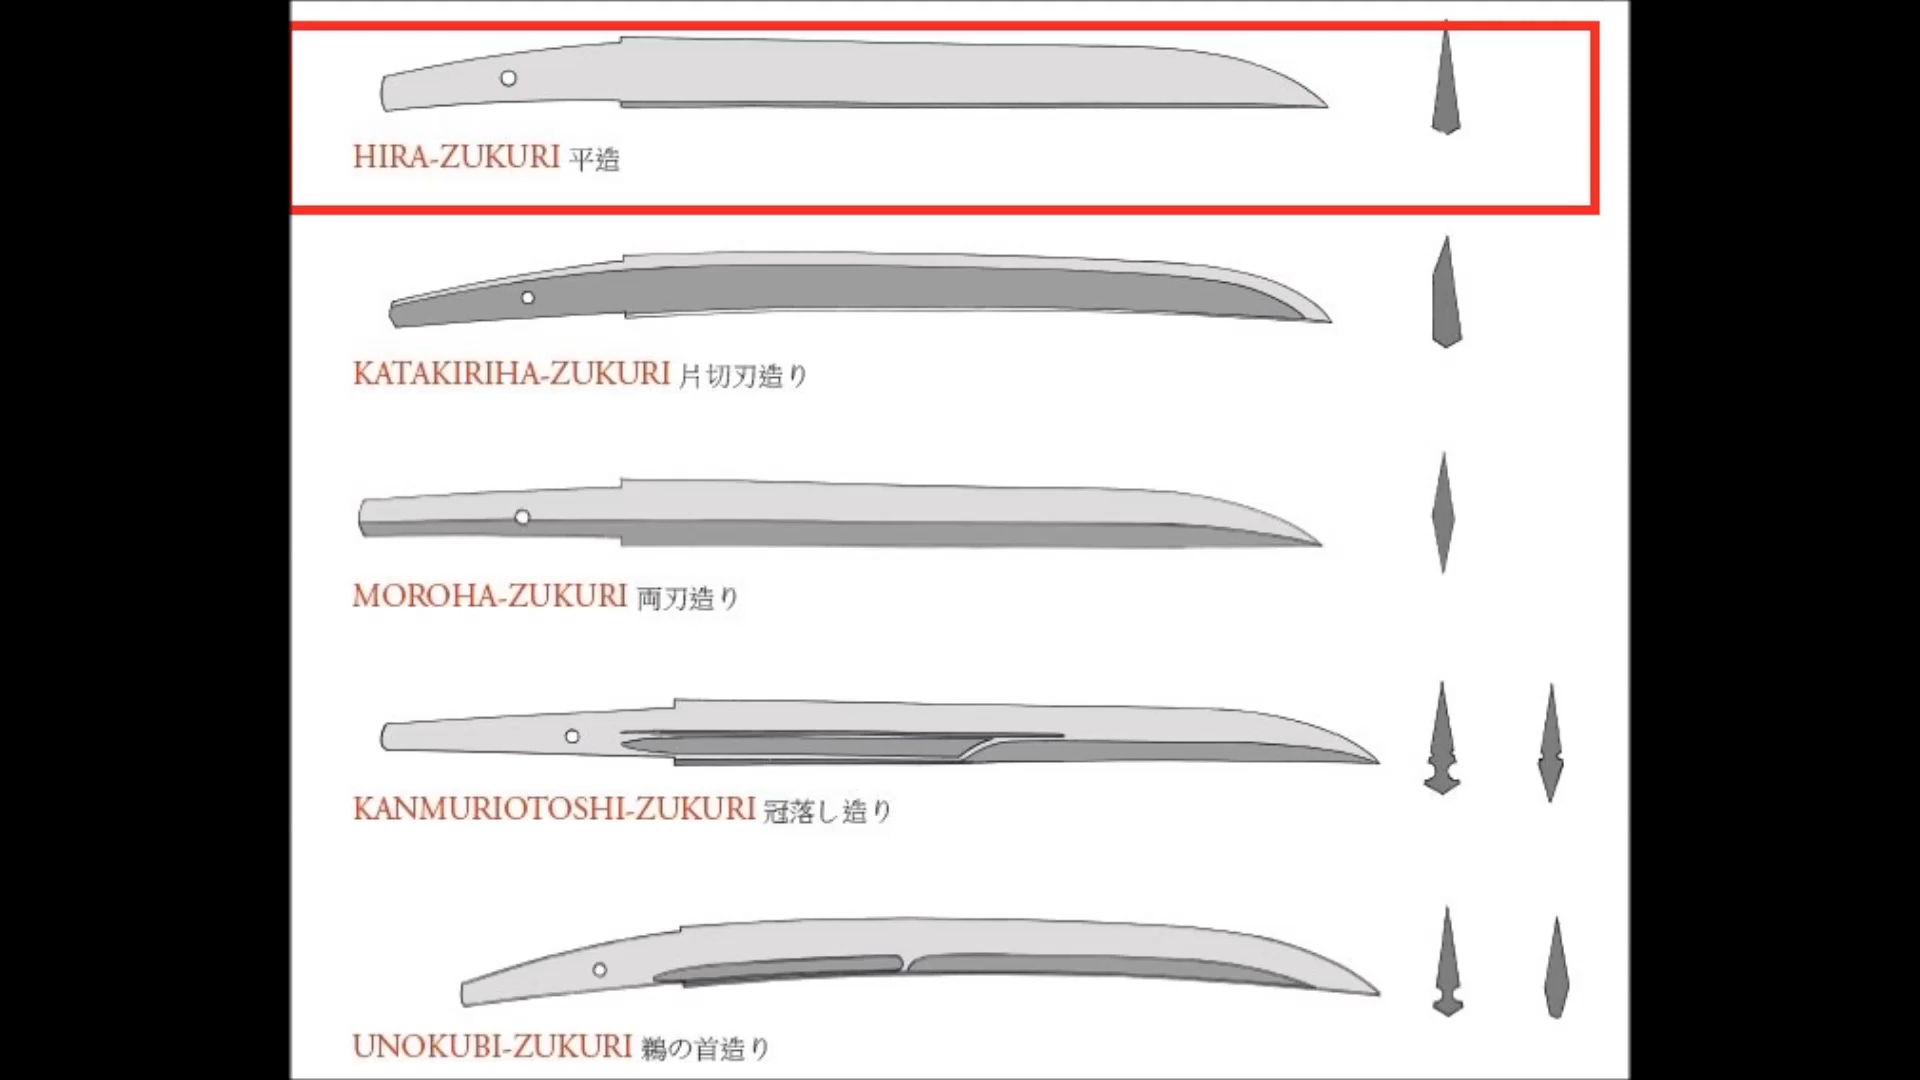 HIRA-ZUKURI 平造
KATAKIRIHA-ZUKURI 片切刃造り
MOROHA-ZUKURI 両刃造り
KANMURIOTOSHI-ZUKURI 冠落し造り
UNOKUBI-ZUKURI 鵜の首造り